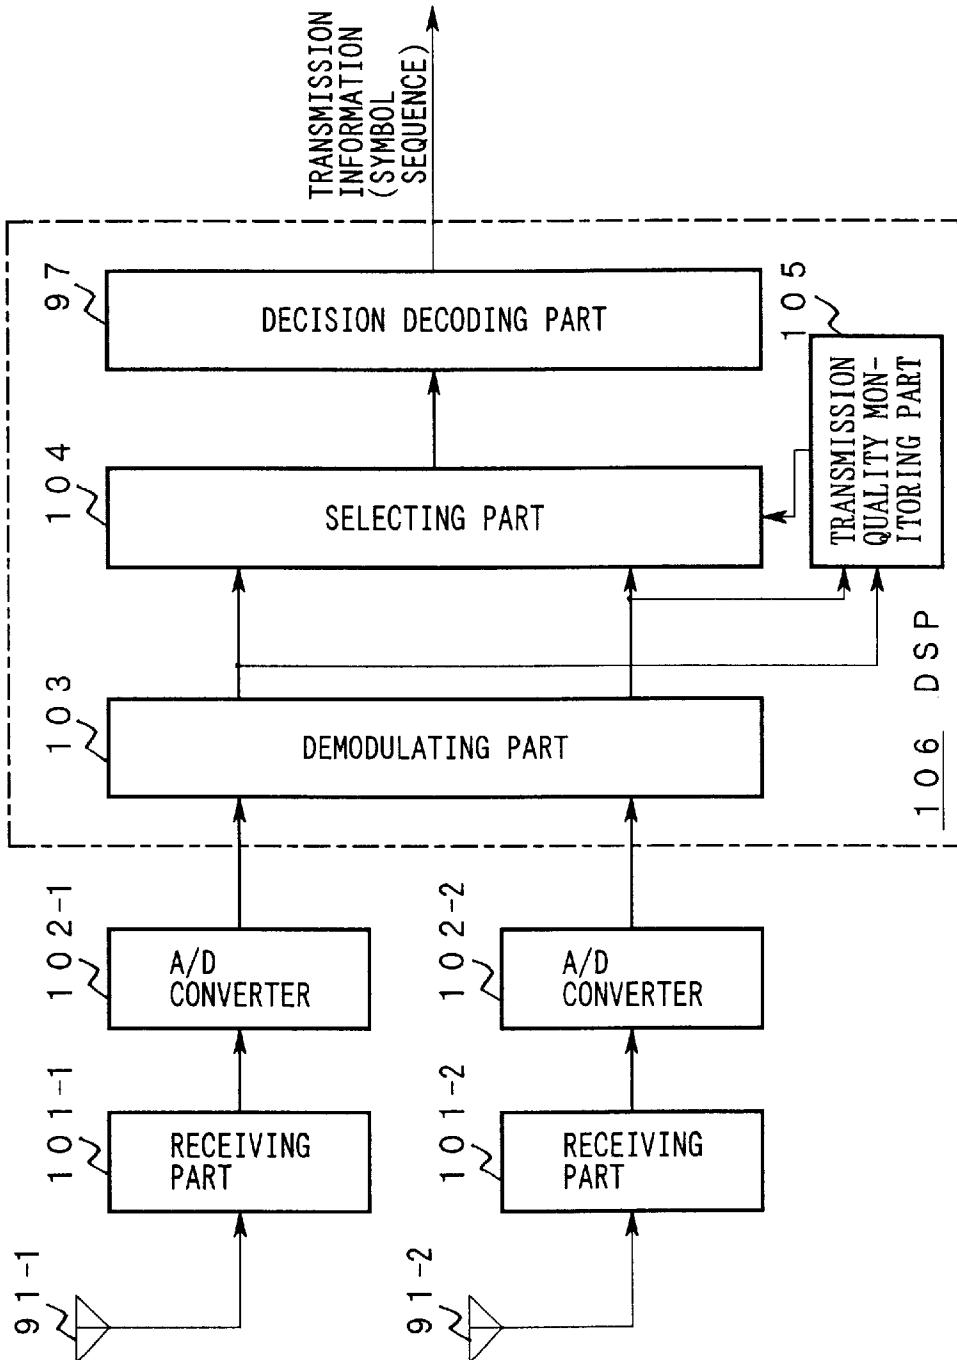 91-1
101-1
RECEIVING
PART
102-1
A/D
CONVERTER
91-2
101-2
RECEIVING
PART
102-2
A/D
CONVERTER
103
DEMODULATING PART
104
SELECTING PART
97
DECISION DECODING PART
TRANSMISSION
INFORMATION
(SYMBOL
SEQUENCE)
105
TRANSMISSION
QUALITY MON-
ITORING PART
106 DSP